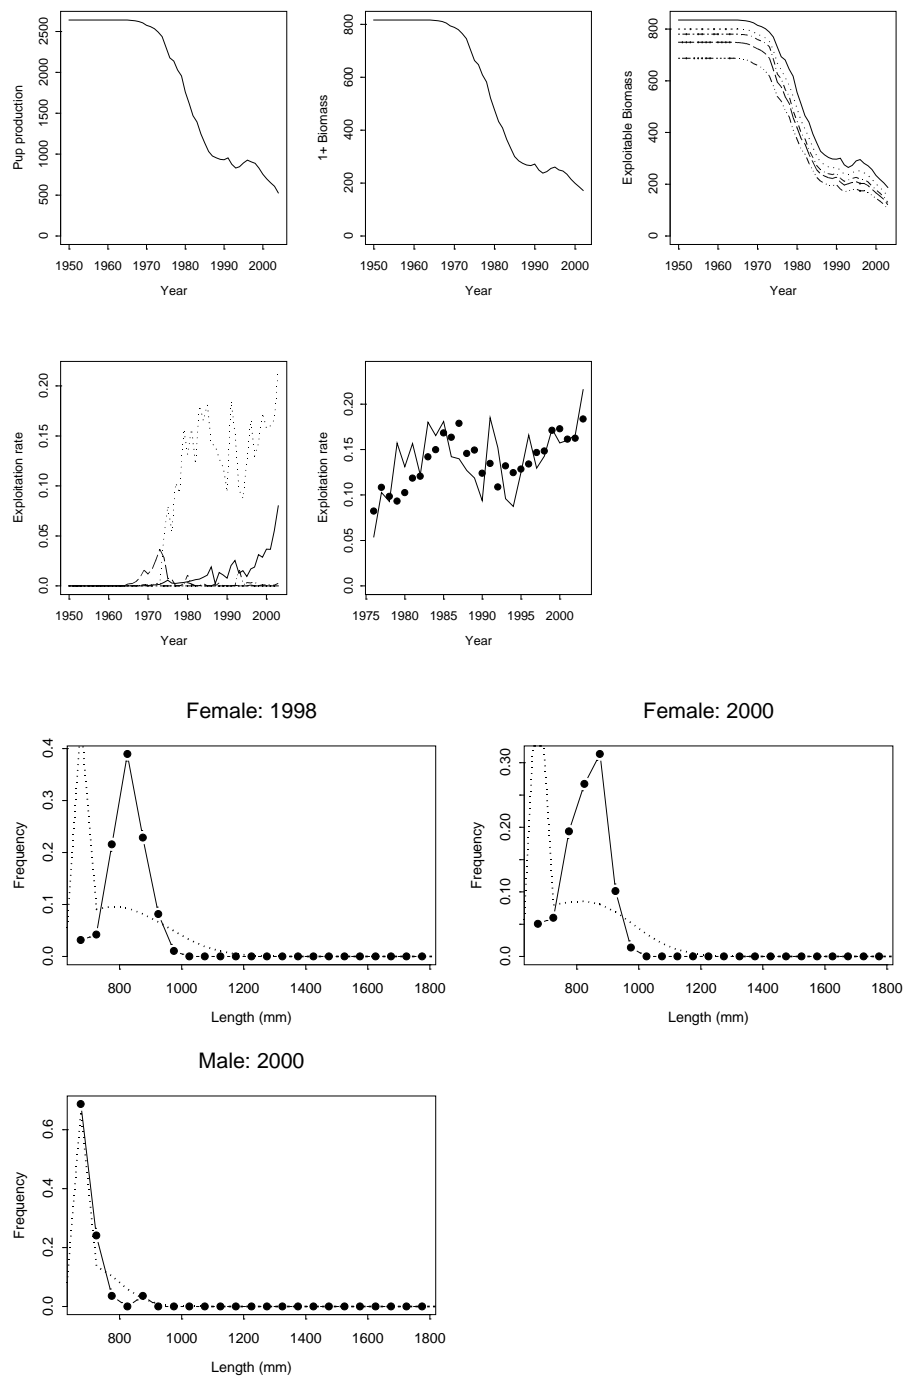 Pup production
0 500 1000 1500 2000 2500
1950 1960 1970 1980 1990 2000
Year
1+ Biomass
0 200 400 600 800
1950 1960 1970 1980 1990 2000
Year
Exploitable Biomass
0 200 400 600 800
1950 1960 1970 1980 1990 2000
Year
Exploitation rate
0.0 0.05 0.10 0.15 0.20
1950 1960 1970 1980 1990 2000
Year
Exploitation rate
0.0 0.05 0.10 0.15 0.20
1975 1980 1985 1990 1995 2000
Year
Female: 1998
Frequency
0.0 0.1 0.2 0.3 0.4
800 1000 1200 1400 1600 1800
Length (mm)
Female: 2000
Frequency
0.0 0.10 0.20 0.30
800 1000 1200 1400 1600 1800
Length (mm)
Male: 2000
Frequency
0.0 0.2 0.4 0.6
800 1000 1200 1400 1600 1800
Length (mm)